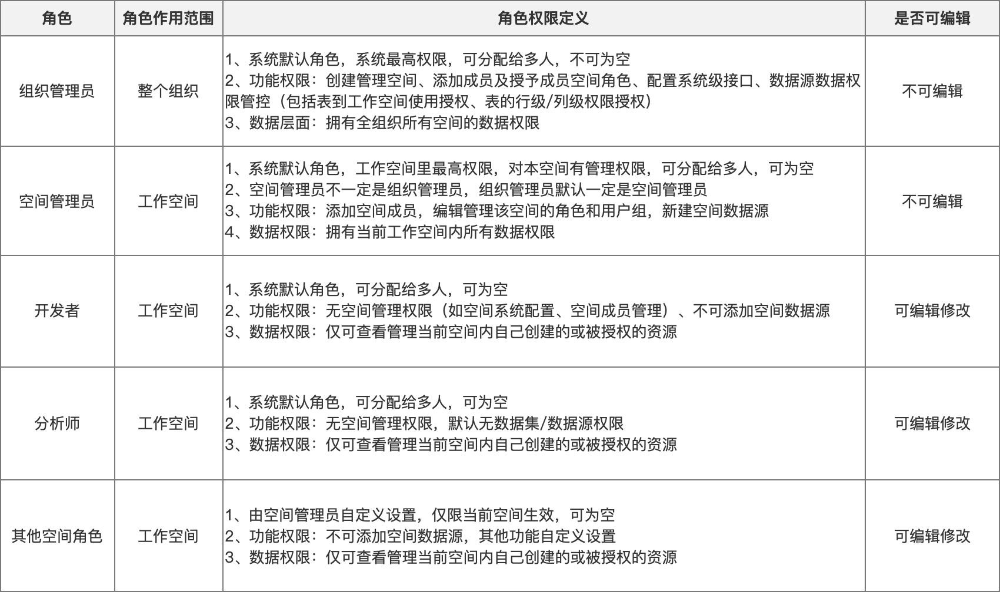 角色 角色作用范围 角色权限定义 是否可编辑
组织管理员 整个组织
1、系统默认角色，系统最高权限，可分配给多人，不可为空
2、功能权限：创建管理空间、添加成员及授予成员空间角色、配置系统级接口、数据源数据权
限管控（包括表到工作空间使用授权、表的行级/列级权限授权）
3、数据层面：拥有全组织所有空间的数据权限
不可编辑
空间管理员 工作空间
1、系统默认角色，工作空间里最高权限，对本空间有管理权限，可分配给多人，可为空
2、空间管理员不一定是组织管理员，组织管理员默认一定是空间管理员
3、功能权限：添加空间成员，编辑管理该空间的角色和用户组，新建空间数据源
4、数据权限：拥有当前工作空间内所有数据权限
不可编辑
开发者 工作空间
1、系统默认角色，可分配给多人，可为空
2、功能权限：无空间管理权限（如空间系统配置、空间成员管理）、不可添加空间数据源
3、数据权限：仅可查看管理当前空间内自己创建的或被授权的资源
可编辑修改
分析师 工作空间
1、系统默认角色，可分配给多人，可为空
2、功能权限：无空间管理权限，默认无数据集/数据源权限
3、数据权限：仅可查看管理当前空间内自己创建的或被授权的资源
可编辑修改
其他空间角色 工作空间
1、由空间管理员自定义设置，仅限当前空间生效，可为空
2、功能权限：不可添加空间数据源，其他功能自定义设置
3、数据权限：仅可查看管理当前空间内自己创建的或被授权的资源
可编辑修改